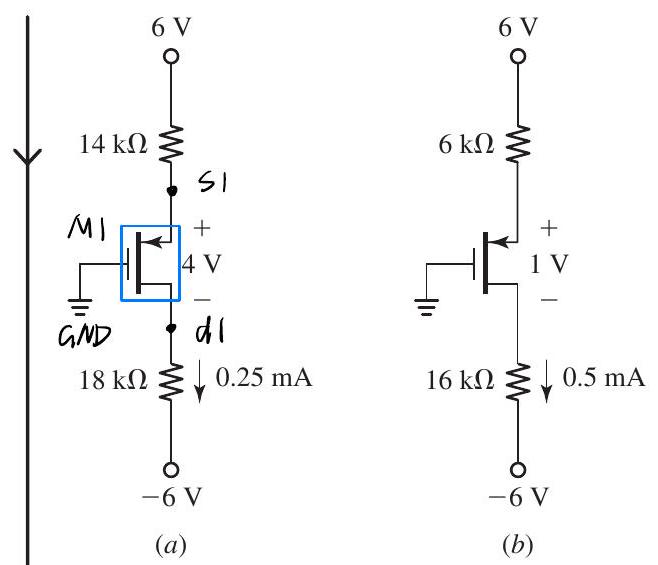 6 V
14 kΩ
S1
M1
+
4 V
−
GND
d1
18 kΩ
0.25 mA
−6 V
(a)
6 V
6 kΩ
+
1 V
−
16 kΩ
0.5 mA
−6 V
(b)